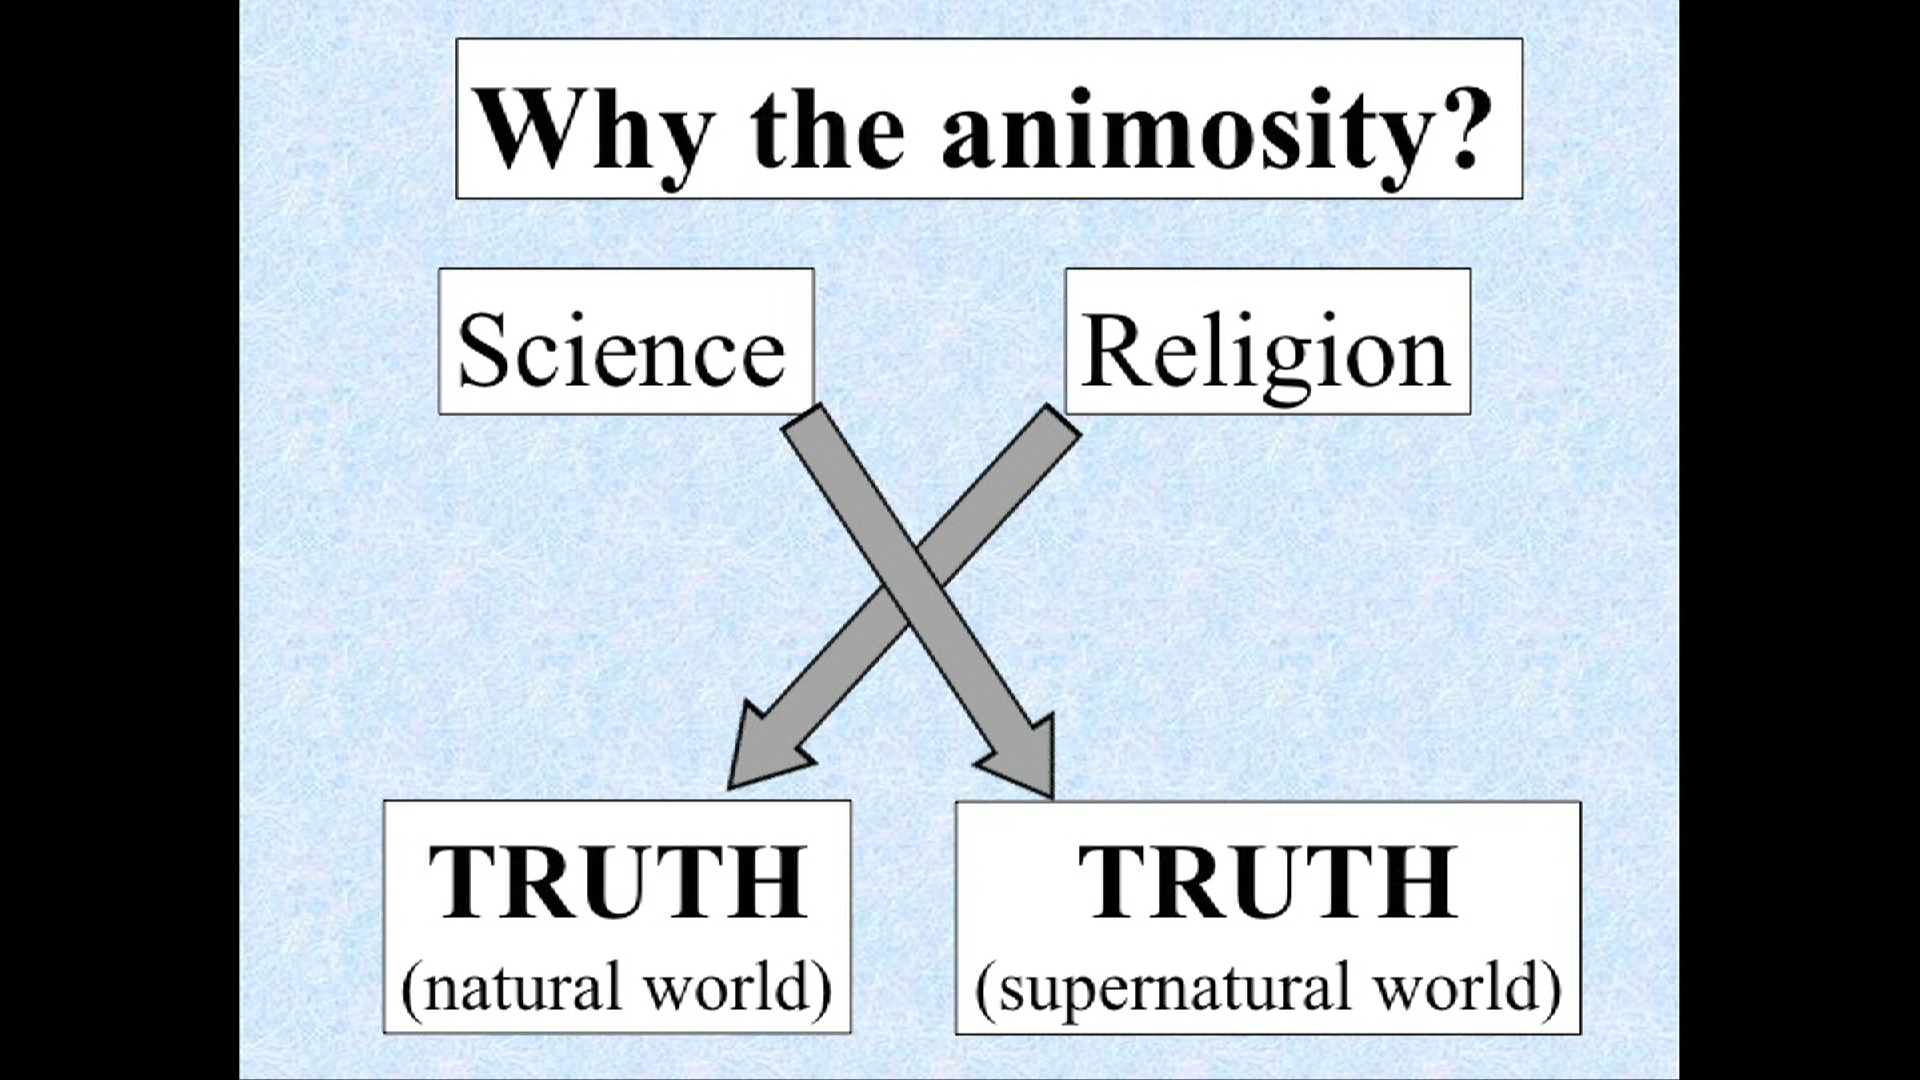 Why the animosity?
Science
Religion
TRUTH
(natural world)
TRUTH
(supernatural world)